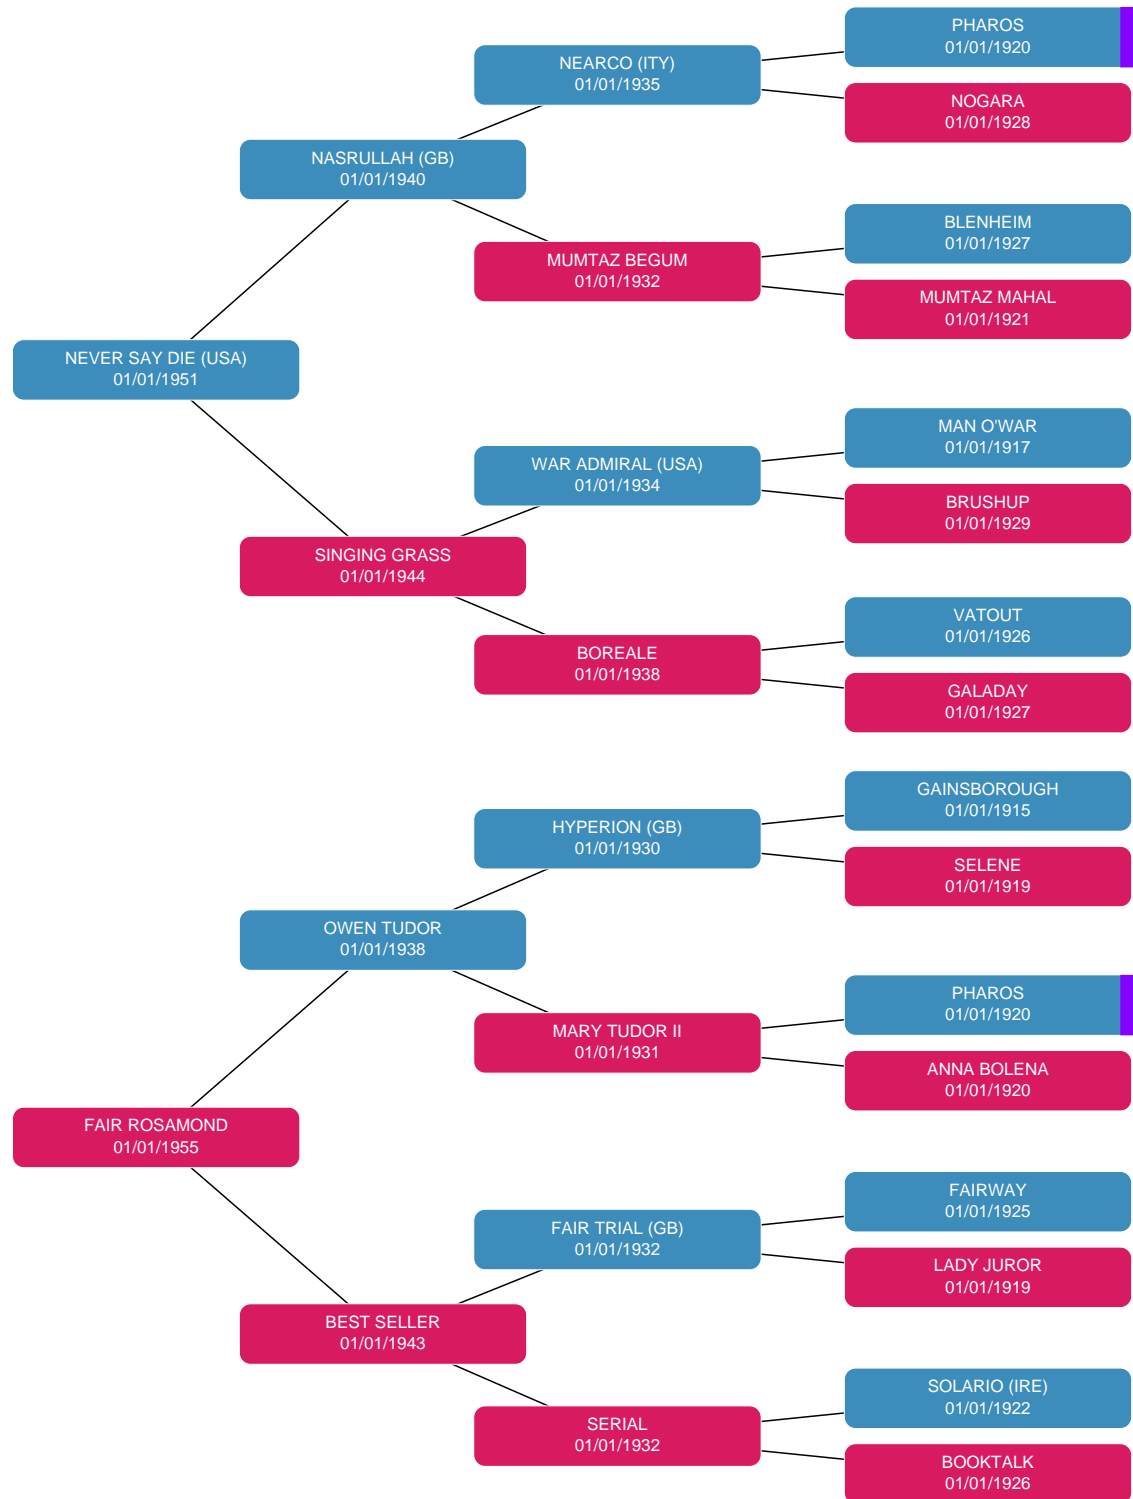 PHAROS
01/01/1920
NEARCO (ITY)
01/01/1935
NOGARA
01/01/1928
NASRULLAH (GB)
01/01/1940
BLENHEIM
01/01/1927
MUMTAZ BEGUM
01/01/1932
MUMTAZ MAHAL
01/01/1921
NEVER SAY DIE (USA)
01/01/1951
MAN O'WAR
01/01/1917
WAR ADMIRAL (USA)
01/01/1934
BRUSHUP
01/01/1929
SINGING GRASS
01/01/1944
VATOUT
01/01/1926
BOREALE
01/01/1938
GALADAY
01/01/1927
GAINSBOROUGH
01/01/1915
HYPERION (GB)
01/01/1930
SELENE
01/01/1919
OWEN TUDOR
01/01/1938
PHAROS
01/01/1920
MARY TUDOR II
01/01/1931
ANNA BOLENA
01/01/1920
FAIR ROSAMOND
01/01/1955
FAIRWAY
01/01/1925
FAIR TRIAL (GB)
01/01/1932
LADY JUROR
01/01/1919
BEST SELLER
01/01/1943
SOLARIO (IRE)
01/01/1922
SERIAL
01/01/1932
BOOKTALK
01/01/1926